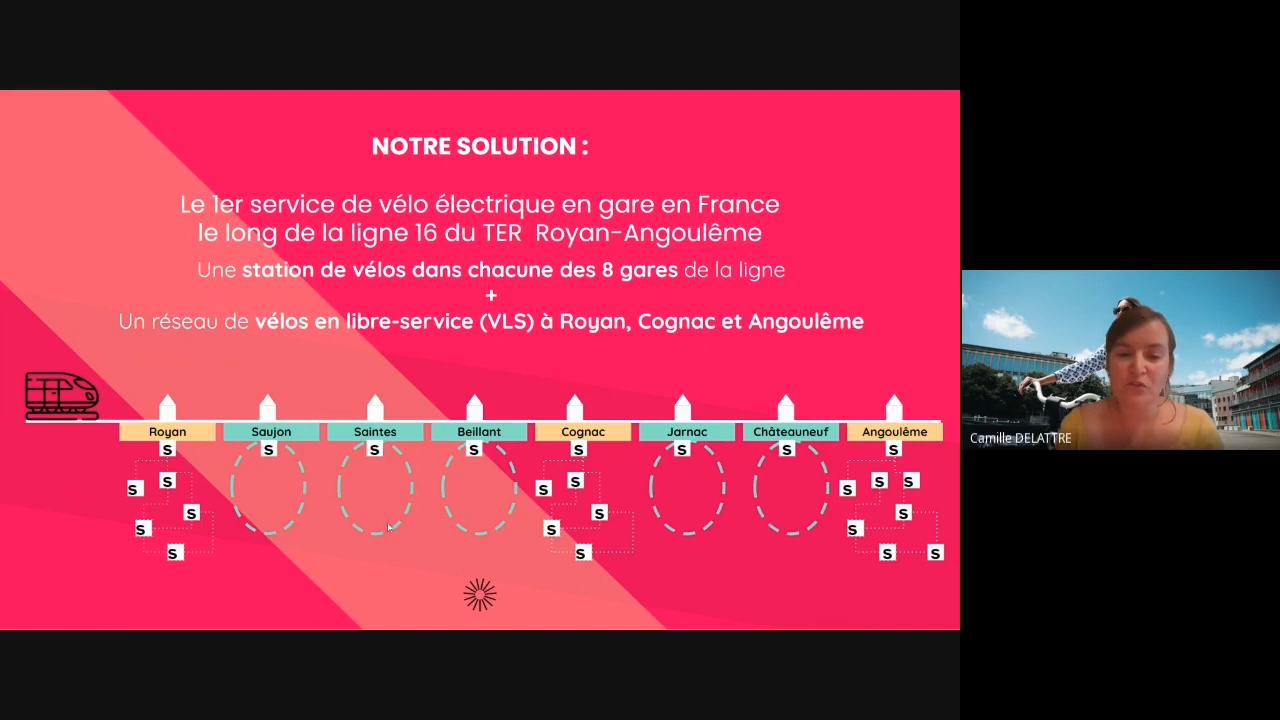 NOTRE SOLUTION :
Le 1er service de vélo électrique en gare en France
le long de la ligne 16 du TER Royan-Angoulême
Une station de vélos dans chacune des 8 gares de la ligne
+
Un réseau de vélos en libre-service (VLS) à Royan, Cognac et Angoulême
Royan Saujon Saintes Beillant Cognac Jarnac Châteauneuf Angoulême
S S S S S S S S
S S S S S S S
S S S
S S S
S S S S
Camille DELATTRE